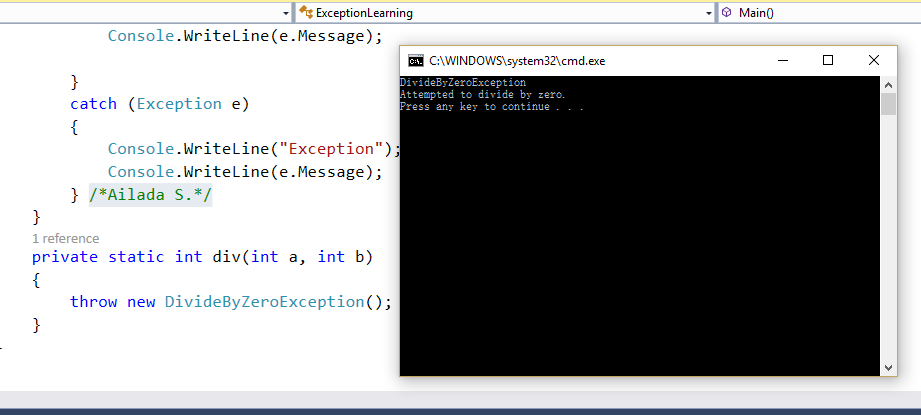 ExceptionLearning
Main()
Console.WriteLine(e.Message);
}
catch (Exception e)
{
Console.WriteLine("Exception");
Console.WriteLine(e.Message);
} /*Ailada S.*/
}
1 reference
private static int div(int a, int b)
{
throw new DivideByZeroException();
}
C:\WINDOWS\system32\cmd.exe
DivideByZeroException
Attempted to divide by zero.
Press any key to continue . . .